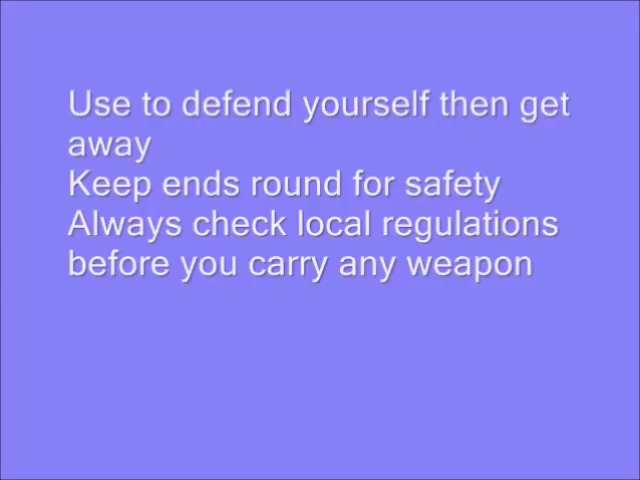 Use to defend yourself then get
away
Keep ends round for safety
Always check local regulations
before you carry any weapon